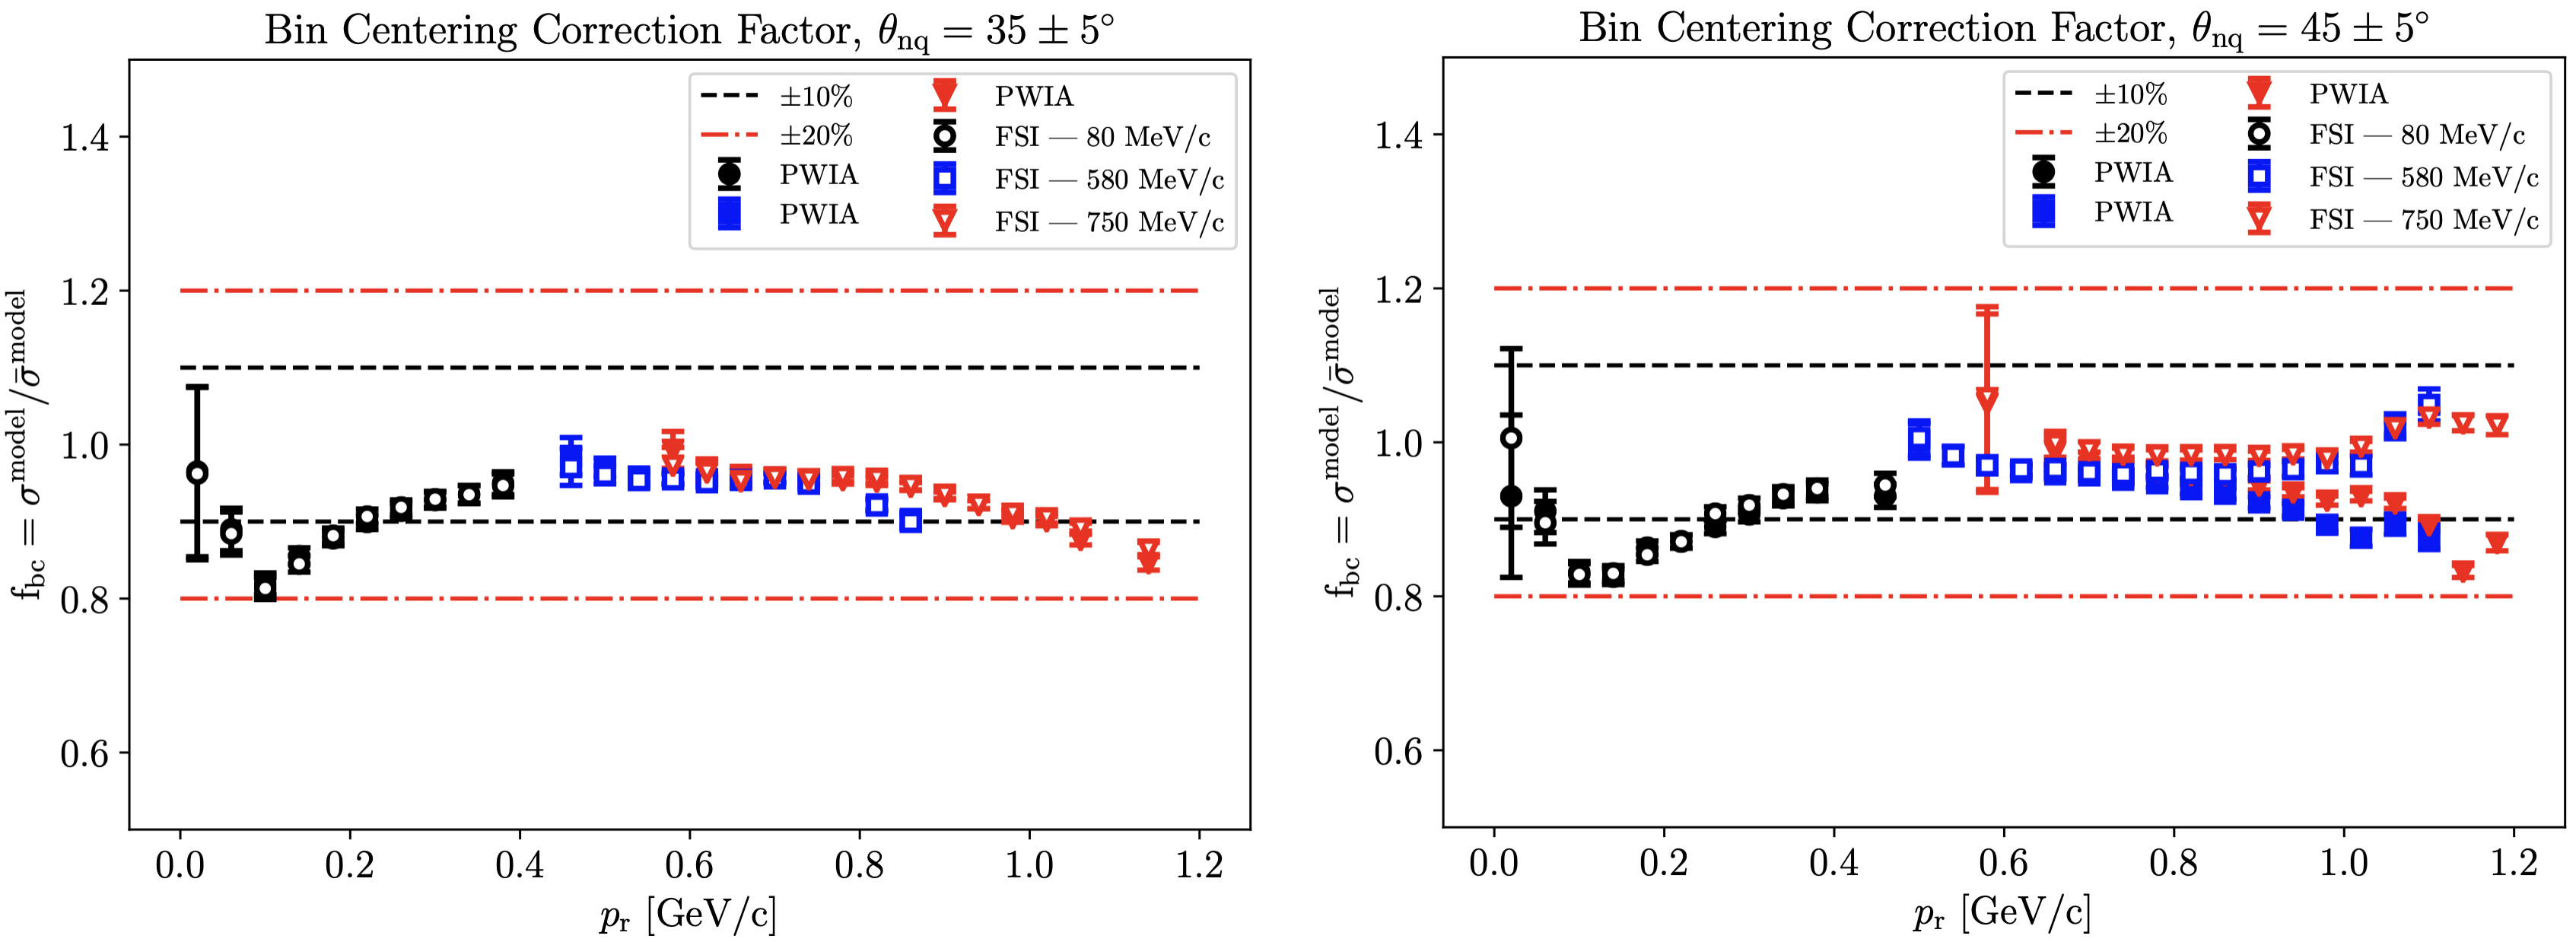 Bin Centering Correction Factor, θnq = 35 ± 5°
±10%
±20%
PWIA
PWIA
PWIA
FSI — 80 MeV/c
FSI — 580 MeV/c
FSI — 750 MeV/c
fbc = σ^model/σ̄^model
1.4
1.2
1.0
0.8
0.6
0.0 0.2 0.4 0.6 0.8 1.0 1.2
pr [GeV/c]
Bin Centering Correction Factor, θnq = 45 ± 5°
±10%
±20%
PWIA
PWIA
PWIA
FSI — 80 MeV/c
FSI — 580 MeV/c
FSI — 750 MeV/c
fbc = σ^model/σ̄^model
1.4
1.2
1.0
0.8
0.6
0.0 0.2 0.4 0.6 0.8 1.0 1.2
pr [GeV/c]